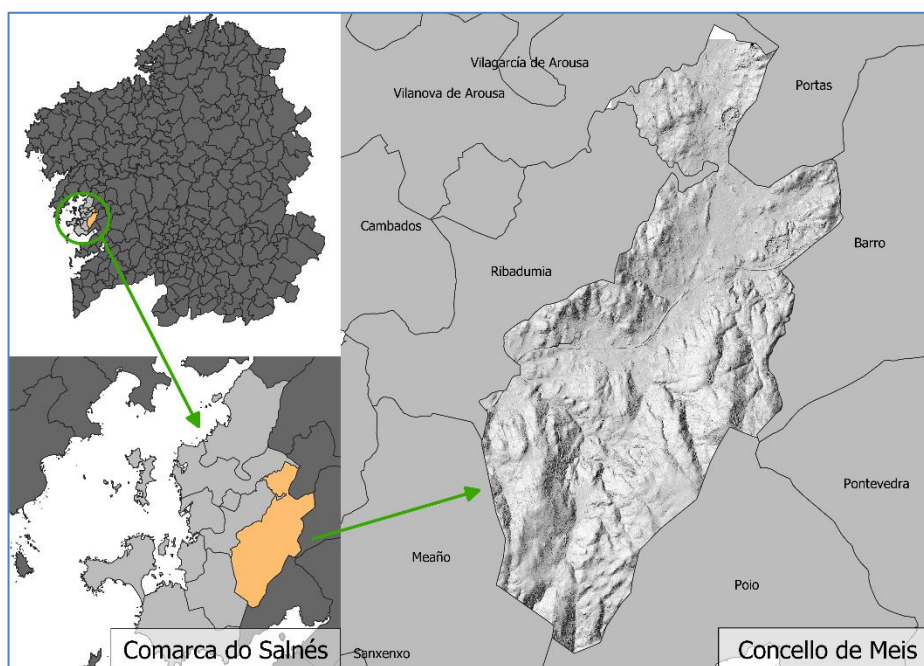 Vilagarcía de Arousa
Vilanova de Arousa
Portas
Cambados
Ribadumia
Barro
Pontevedra
Meaño
Poio
Sanxenxo
Comarca do Salnés
Concello de Meis